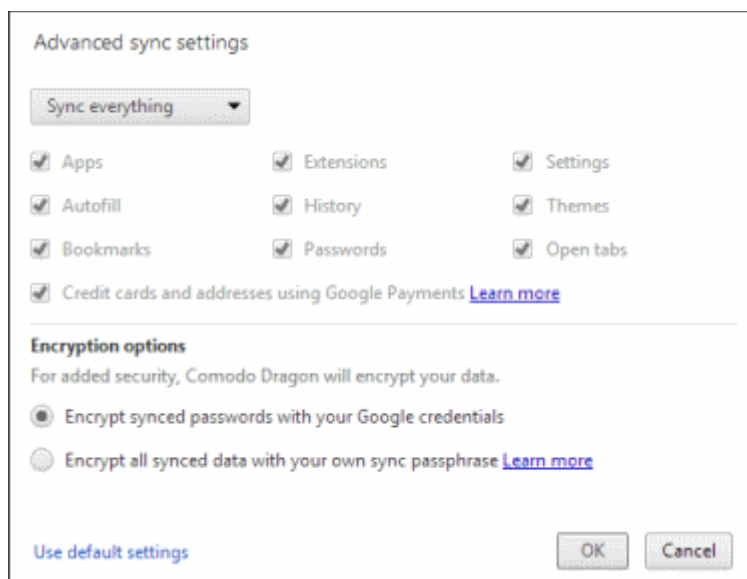 Advanced sync settings
Sync everything
Apps Extensions Settings
Autofill History Themes
Bookmarks Passwords Open tabs
Credit cards and addresses using Google Payments Learn more
Encryption options
For added security, Comodo Dragon will encrypt your data.
Encrypt synced passwords with your Google credentials
Encrypt all synced data with your own sync passphrase Learn more
Use default settings OK Cancel